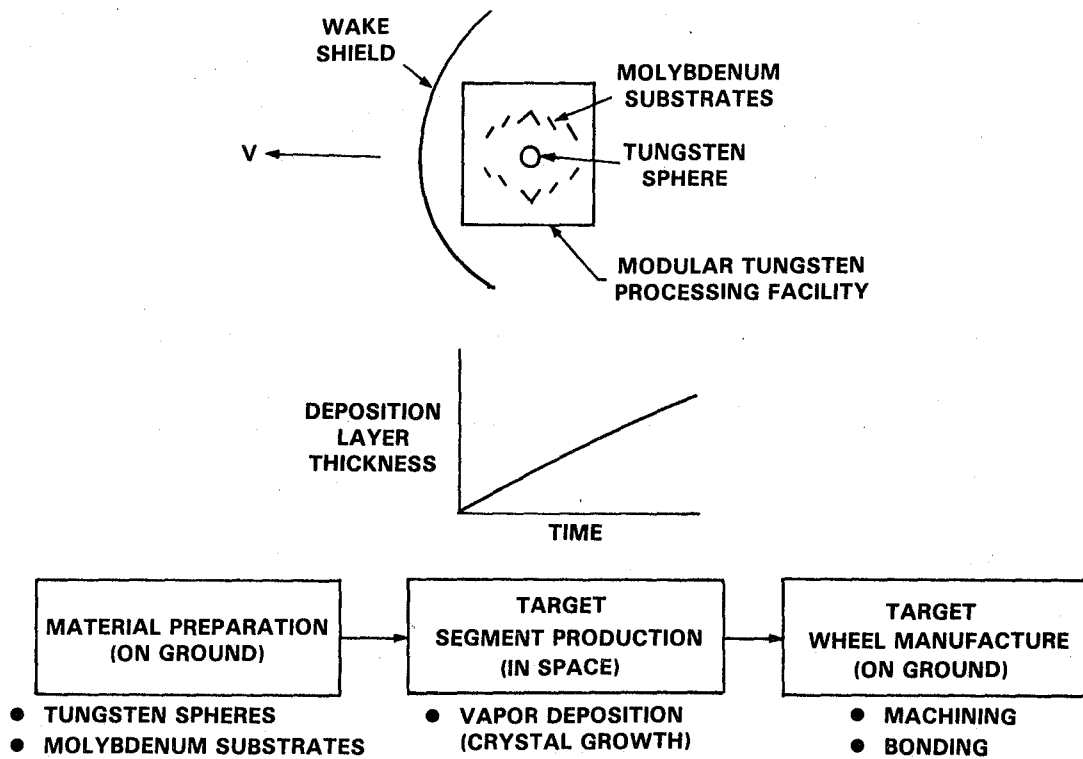 WAKE
SHIELD
MOLYBDENUM
SUBSTRATES
V
TUNGSTEN
SPHERE
MODULAR TUNGSTEN
PROCESSING FACILITY
DEPOSITION
LAYER
THICKNESS
TIME
MATERIAL PREPARATION
(ON GROUND)
TARGET
SEGMENT PRODUCTION
(IN SPACE)
TARGET
WHEEL MANUFACTURE
(ON GROUND)
● TUNGSTEN SPHERES
● MOLYBDENUM SUBSTRATES
● VAPOR DEPOSITION
(CRYSTAL GROWTH)
● MACHINING
● BONDING